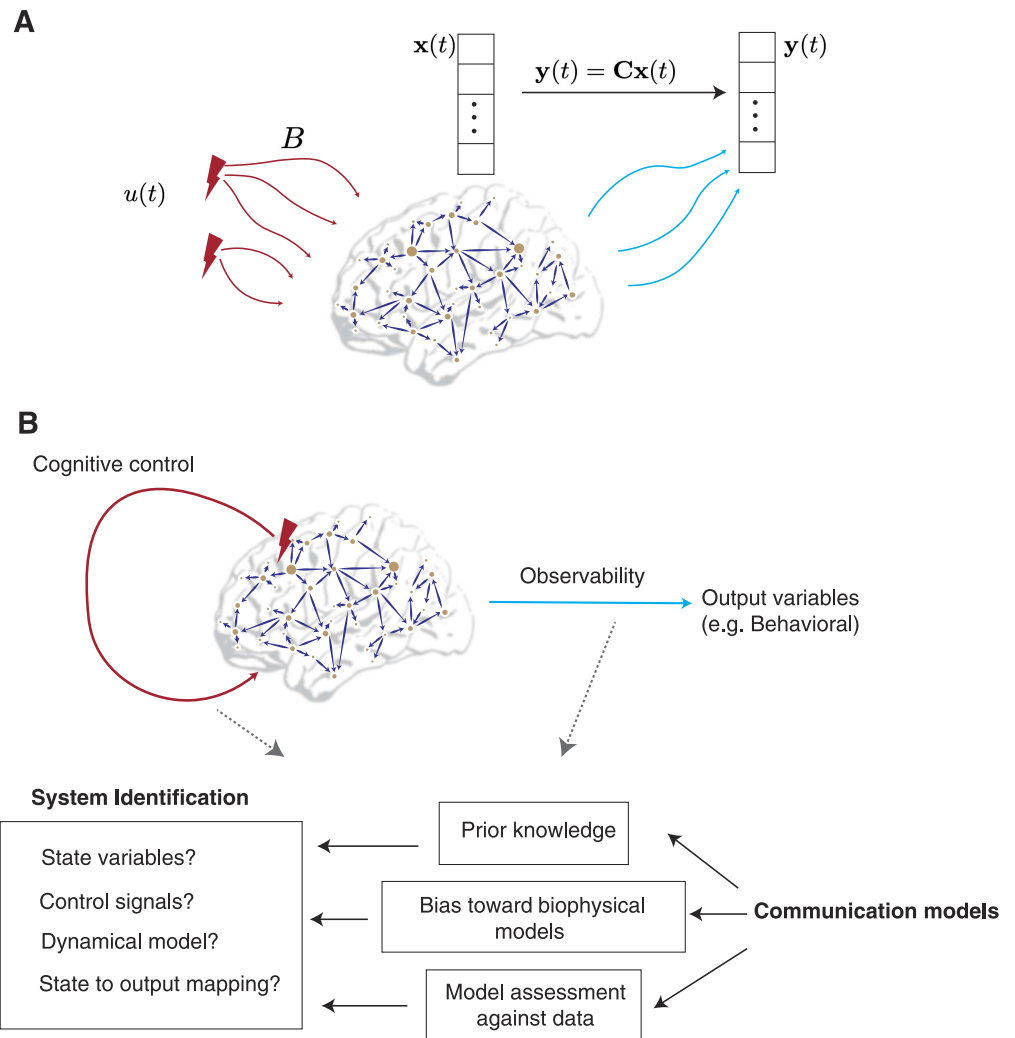 A
x(t)
y(t) = Cx(t)
y(t)
B
u(t)
B
Cognitive control
Observability
Output variables
(e.g. Behavioral)
System Identification
State variables?
Control signals?
Dynamical model?
State to output mapping?
Prior knowledge
Bias toward biophysical
models
Model assessment
against data
Communication models